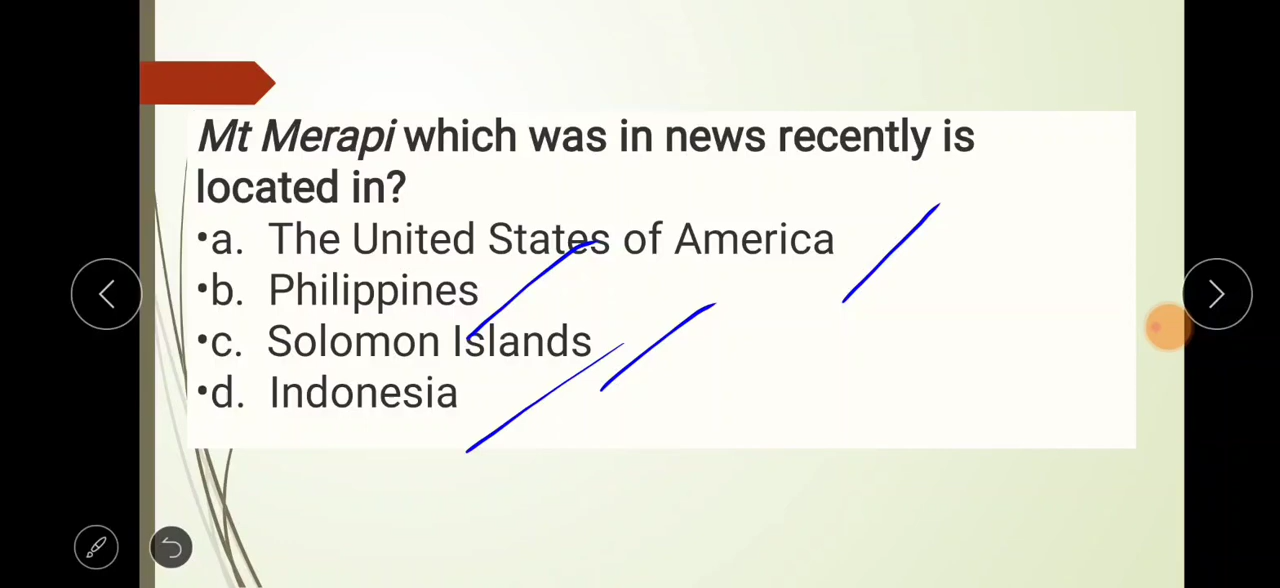 Mt Merapi which was in news recently is
located in?
•a. The United States of America
•b. Philippines
•c. Solomon Islands
•d. Indonesia